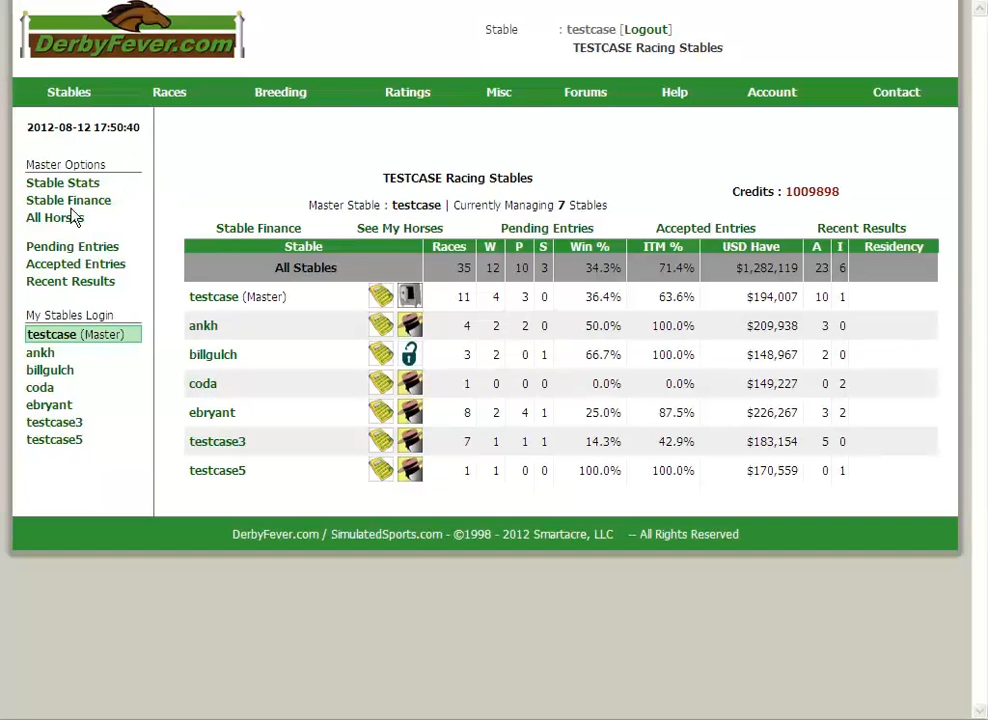 DerbyFever.com
Stable : testcase [Logout]
TESTCASE Racing Stables
Stables Races Breeding Ratings Misc Forums Help Account Contact
2012-08-12 17:50:40
Master Options
Stable Stats
Stable Finance
All Horses
Pending Entries
Accepted Entries
Recent Results
My Stables Login
testcase (Master)
ankh
billgulch
coda
ebryant
testcase3
testcase5
TESTCASE Racing Stables
Credits : 1009898
Master Stable : testcase | Currently Managing 7 Stables
Stable Finance See My Horses Pending Entries Accepted Entries Recent Results
Stable Races W P S Win % ITM % USD Have A I Residency
All Stables 35 12 10 3 34.3% 71.4% $1,282,119 23 6
testcase (Master) 11 4 3 0 36.4% 63.6% $194,007 10 1
ankh 4 2 2 0 50.0% 100.0% $209,938 3 0
billgulch 3 2 0 1 66.7% 100.0% $148,967 2 0
coda 1 0 0 0 0.0% 0.0% $149,227 0 2
ebryant 8 2 4 1 25.0% 87.5% $226,267 3 2
testcase3 7 1 1 1 14.3% 42.9% $183,154 5 0
testcase5 1 1 0 0 100.0% 100.0% $170,559 0 1
DerbyFever.com / SimulatedSports.com - ©1998 - 2012 Smartacre, LLC -- All Rights Reserved